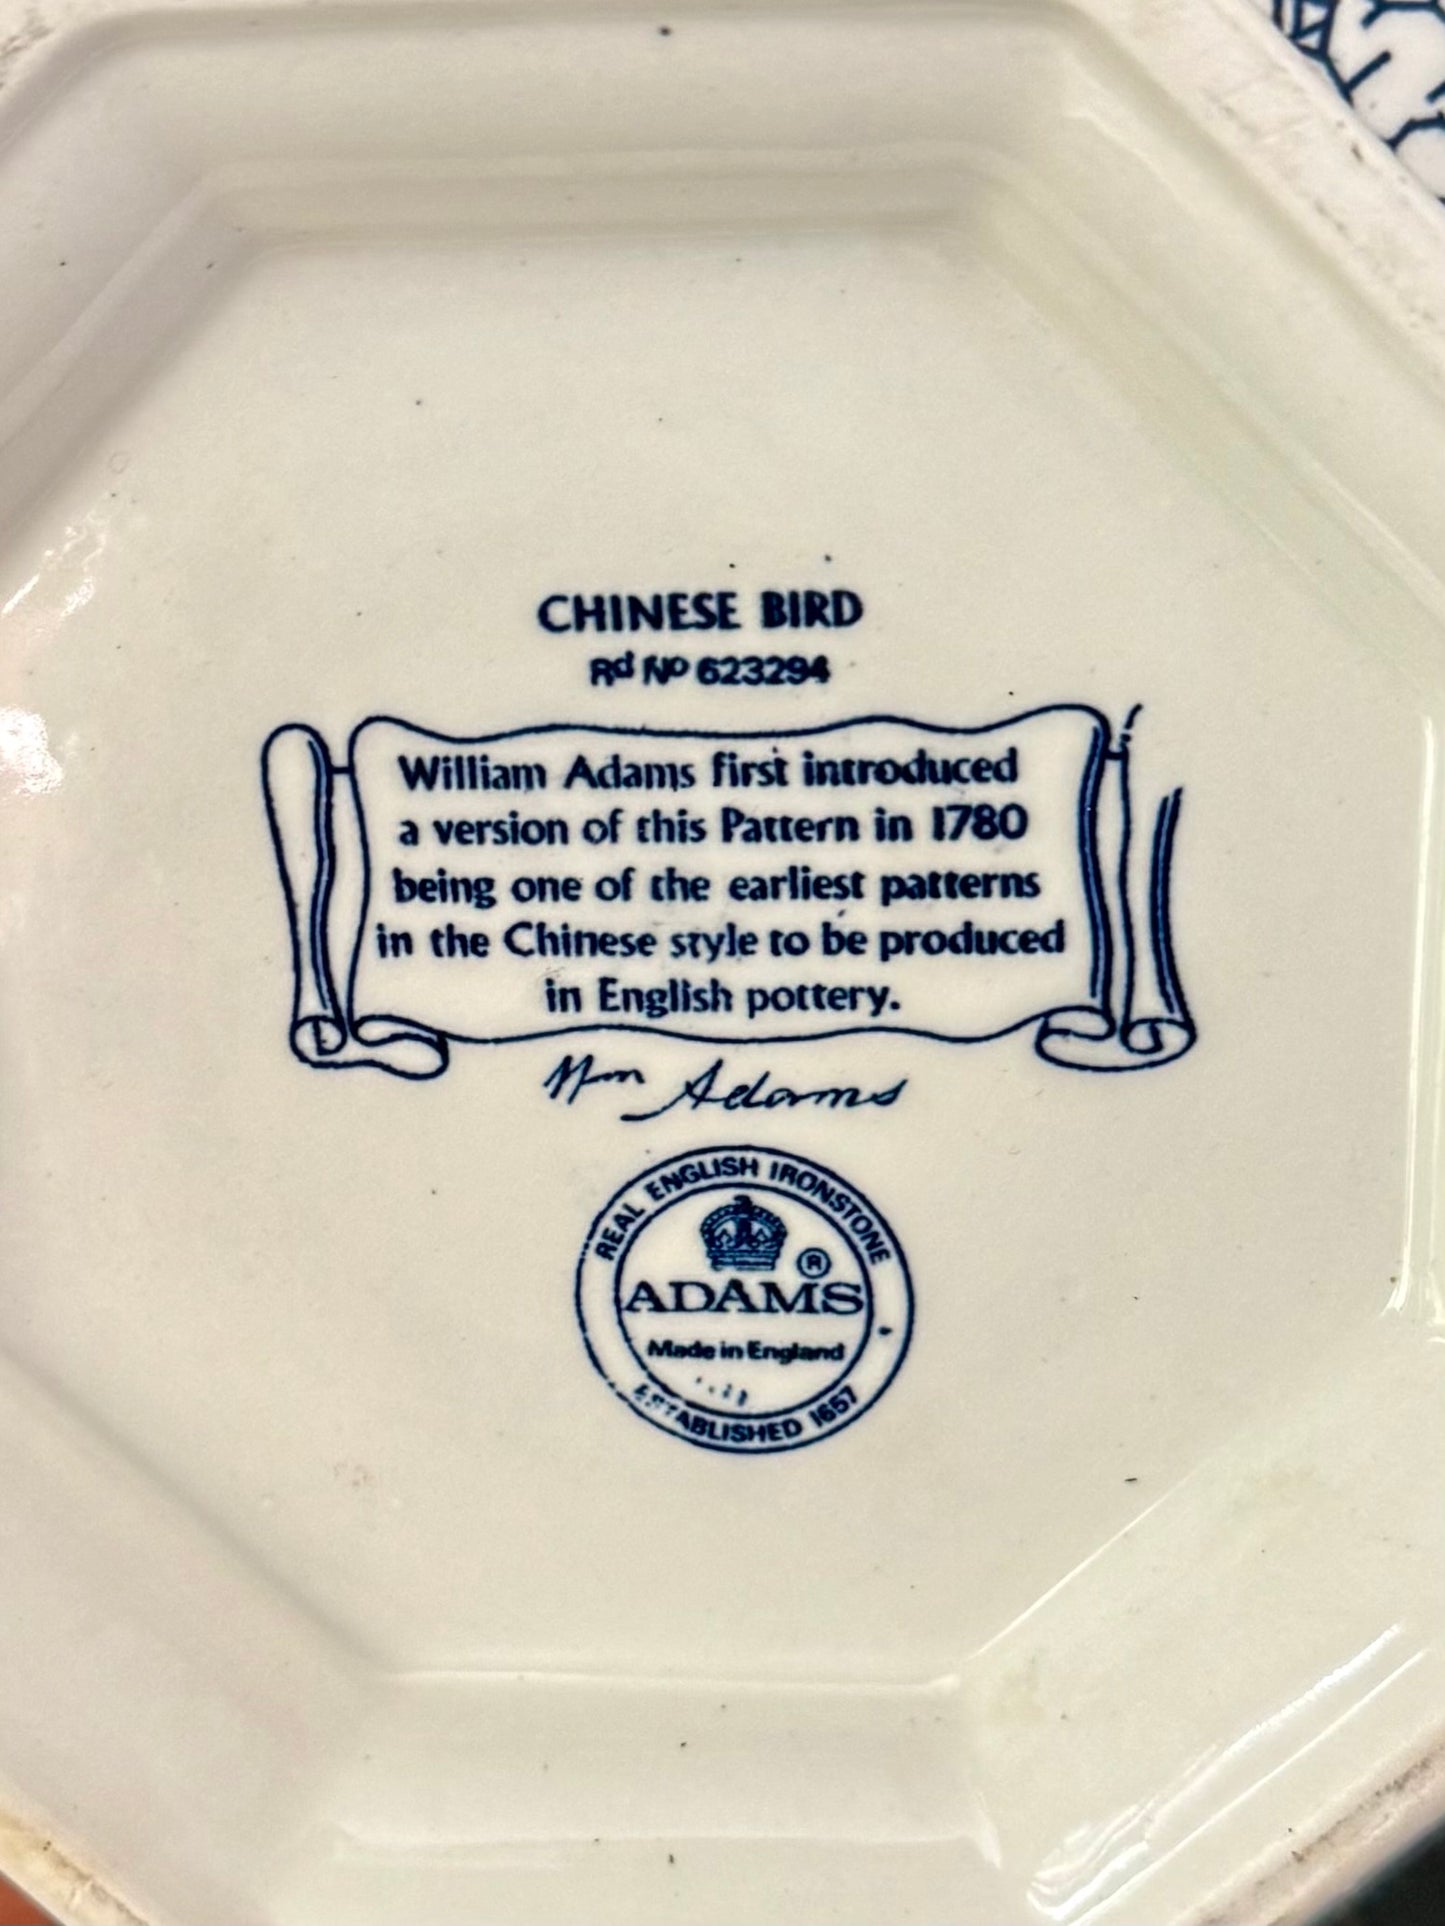 CHINESE BIRD
Rd No 623294
William Adams first introduced
a version of this Pattern in 1780
being one of the earliest patterns
in the Chinese style to be produced
in English pottery.
Wm Adams
REAL ENGLISH IRONSTONE
®
ADAMS
Made in England
ESTABLISHED 1657